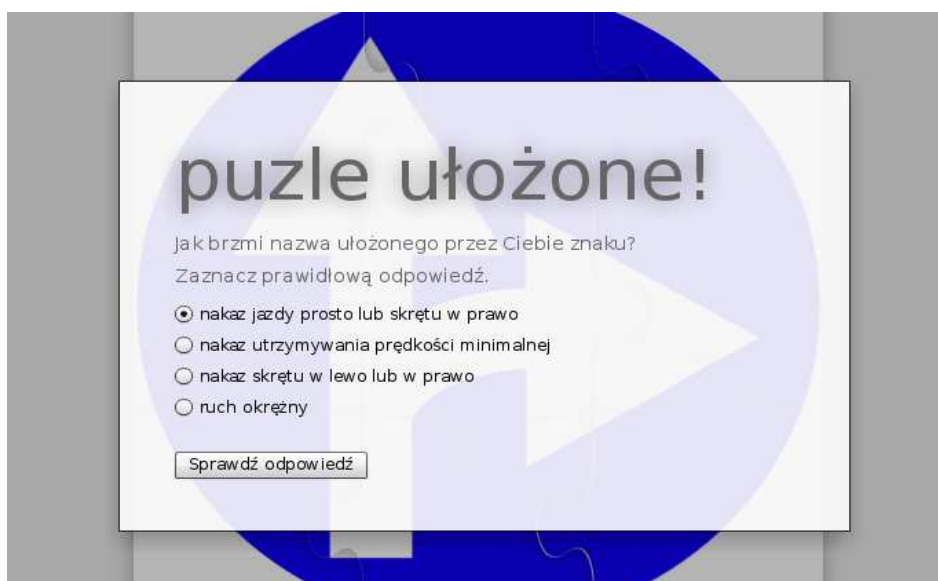 puzle ułożone!
Jak brzmi nazwa ułożonego przez Ciebie znaku?
Zaznacz prawidłową odpowiedź.
nakaz jazdy prosto lub skrętu w prawo
nakaz utrzymywania prędkości minimalnej
nakaz skrętu w lewo lub w prawo
ruch okrężny
Sprawdź odpowiedź